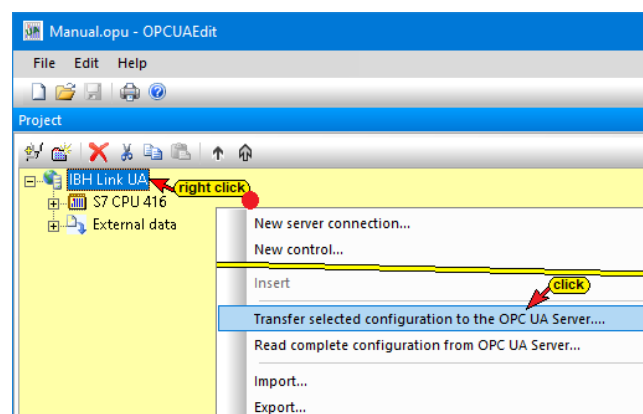 Manual.opu - OPCUAEdit
File Edit Help
Project
IBH Link UA
right click
S7 CPU 416
External data
New server connection...
New control...
Insert
click
Transfer selected configuration to the OPC UA Server....
Read complete configuration from OPC UA Server...
Import...
Export...